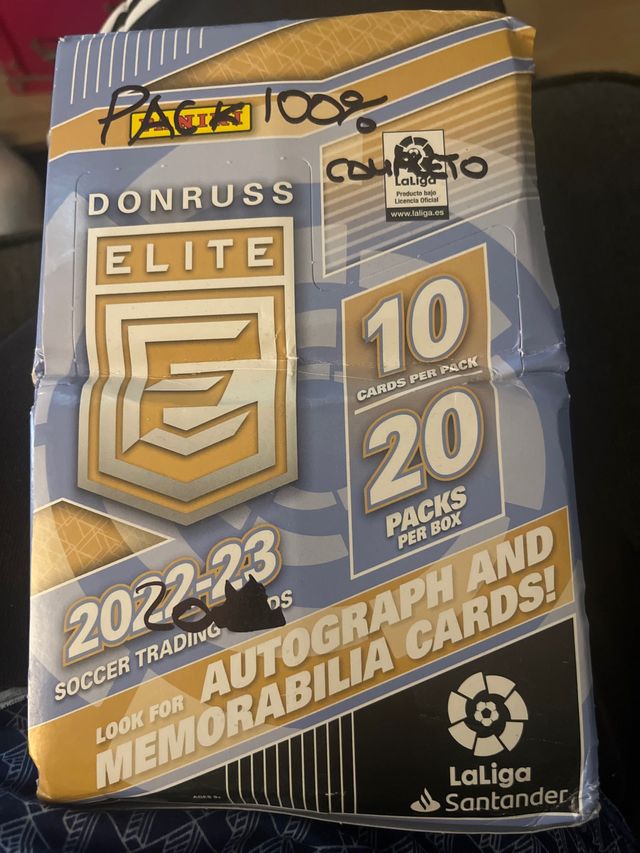 PACK 100%
PANINI
COMPLETO
LaLiga
Producto bajo
Licencia Oficial
www.laliga.es
DONRUSS
ELITE
10
CARDS PER PACK
20
PACKS
PER BOX
2022-23
SOCCER TRADING
LOOK FOR AUTOGRAPH AND
MEMORABILIA CARDS!
LaLiga
Santander